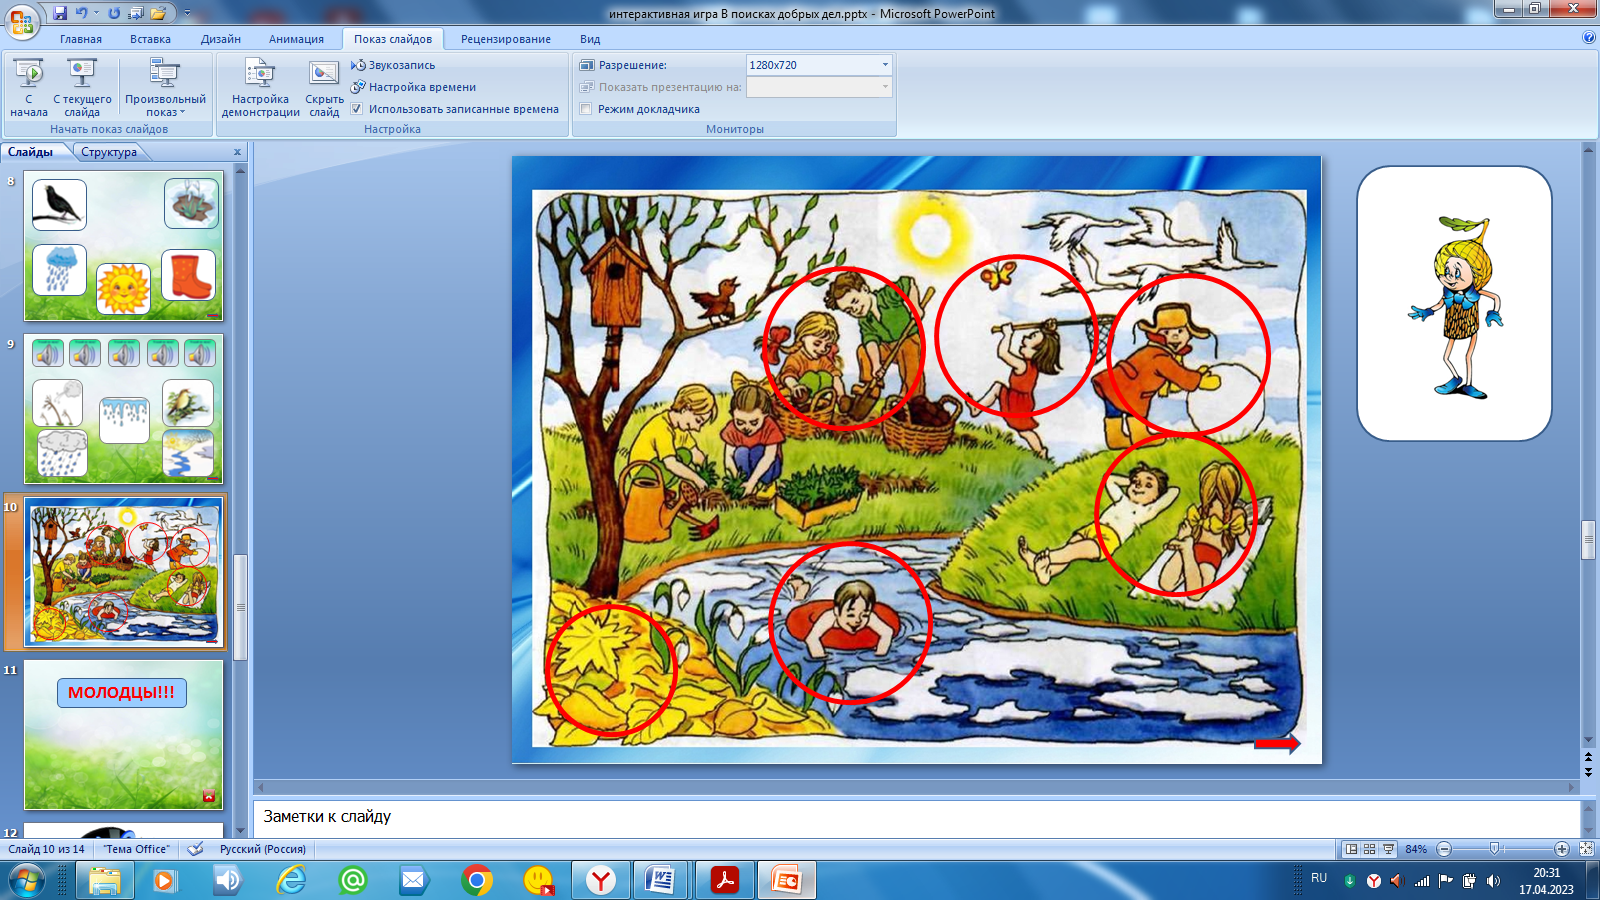 интерактивная игра В поисках добрых дел.pptx - Microsoft PowerPoint
Главная Вставка Дизайн Анимация Показ слайдов Рецензирование Вид
С начала
С текущего слайда
Произвольный показ
Начать показ слайдов
Настройка демонстрации
Скрыть слайд
Звукозапись
Настройка времени
Использовать записанные времена
Настройка
Разрешение: 1280x720
Показать презентацию на:
Режим докладчика
Мониторы
Слайды Структура x
8
9
10
11
МОЛОДЦЫ!!!
12
Заметки к слайду
Слайд 10 из 14 "Тема Office" Русский (Россия) 84%
RU 20:31
17.04.2023